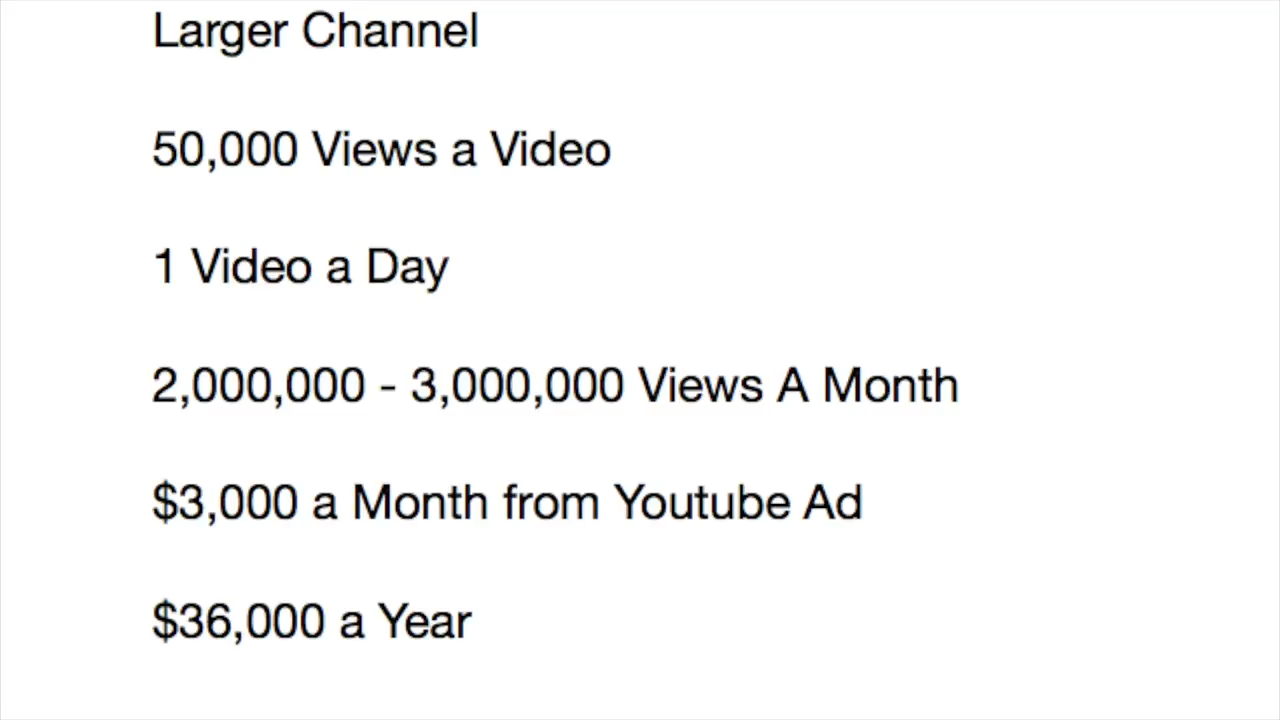 Larger Channel
50,000 Views a Video
1 Video a Day
2,000,000 - 3,000,000 Views A Month
$3,000 a Month from Youtube Ad
$36,000 a Year